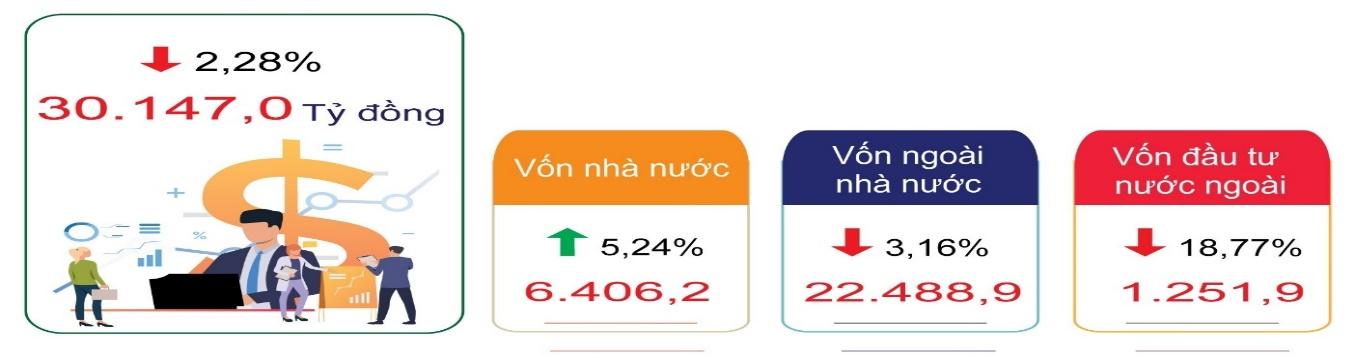 2,28%
30.147,0 Tỷ đồng
%
Vốn nhà nước
5,24%
6.406,2
Vốn ngoài
nhà nước
3,16%
22.488,9
Vốn đầu tư
nước ngoài
18,77%
1.251,9